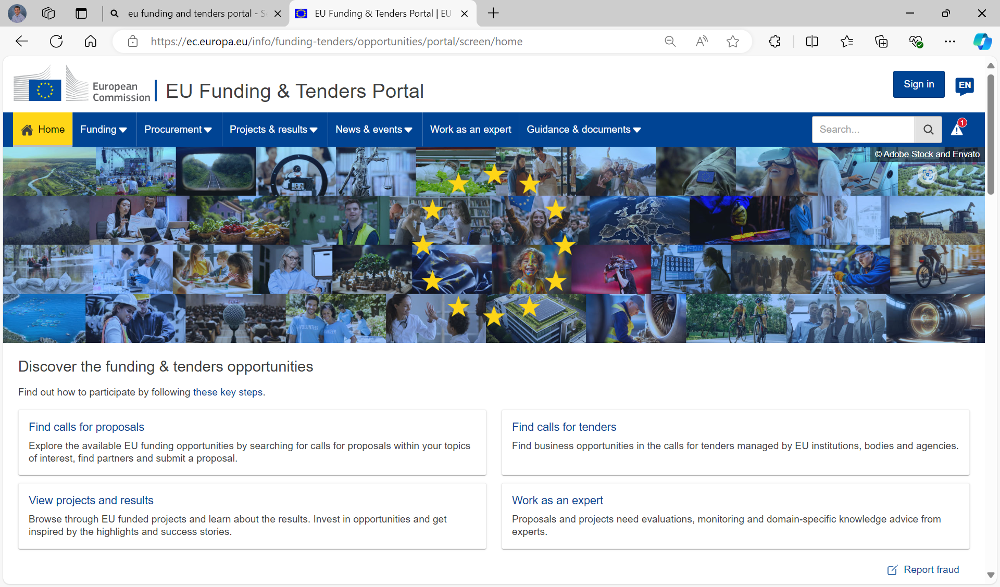 eu funding and tenders portal - S
EU Funding & Tenders Portal | EU
https://ec.europa.eu/info/funding-tenders/opportunities/portal/screen/home
European
Commission
EU Funding & Tenders Portal
Sign in
EN
Home
Funding
Procurement
Projects & results
News & events
Work as an expert
Guidance & documents
Search...
1
© Adobe Stock and Envato
VOLUNTEER
Discover the funding & tenders opportunities
Find out how to participate by following these key steps.
Find calls for proposals
Explore the available EU funding opportunities by searching for calls for proposals within your topics
of interest, find partners and submit a proposal.
Find calls for tenders
Find business opportunities in the calls for tenders managed by EU institutions, bodies and agencies.
View projects and results
Browse through EU funded projects and learn about the results. Invest in opportunities and get
inspired by the highlights and success stories.
Work as an expert
Proposals and projects need evaluations, monitoring and domain-specific knowledge advice from
experts.
Report fraud